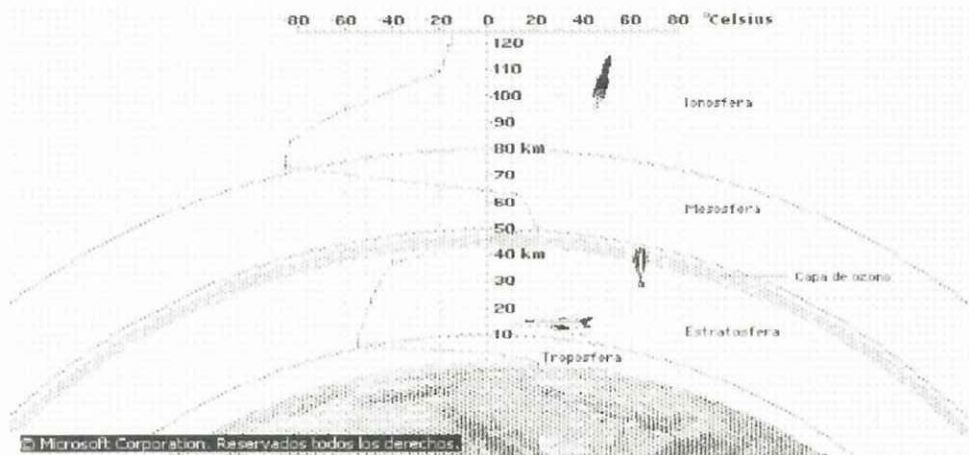 80 60 40 20 0 20 40 60 80 °Celsius
120
110
100
90
80 km
70
60
50
40 km
30
16
10
Ionosfera
Mesosfera
Capa de ozono
Estratosfera
Troposfera
© Microsoft Corporation. Reservados todos los derechos.